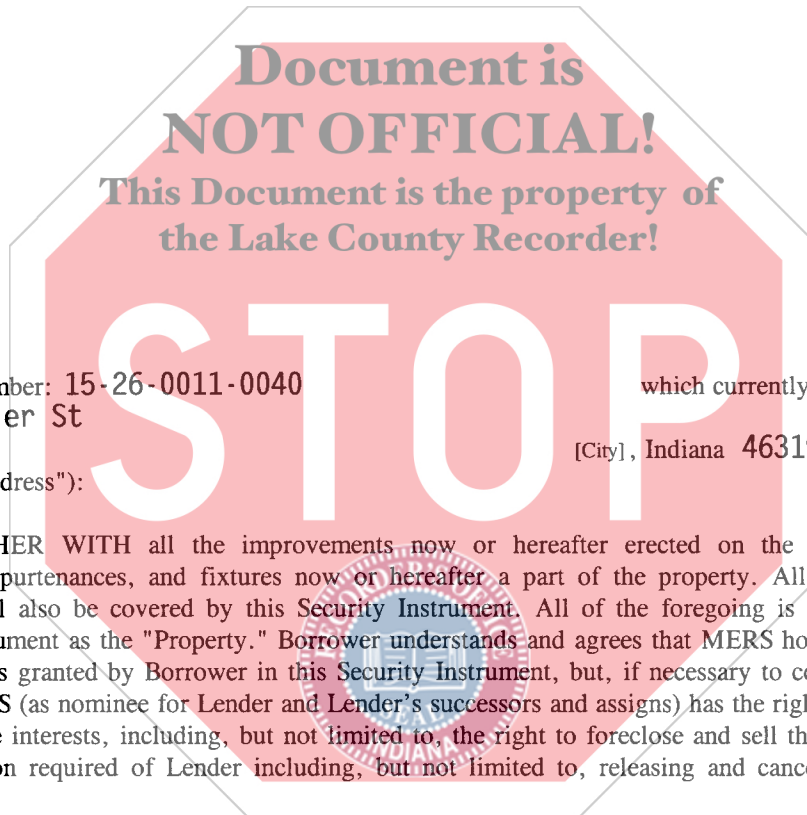 Document is
NOT OFFICIAL!
This Document is the property of
the Lake County Recorder!
STOP
mber: 15-26-0011-0040 which currently
er St
[City], Indiana 4631
dress"):
HER WITH all the improvements now or hereafter erected on the
purtenances, and fixtures now or hereafter a part of the property. All
l also be covered by this Security Instrument. All of the foregoing is
ument as the "Property." Borrower understands and agrees that MERS ho
s granted by Borrower in this Security Instrument, but, if necessary to co
S (as nominee for Lender and Lender's successors and assigns) has the righ
e interests, including, but not limited to, the right to foreclose and sell th
on required of Lender including, but not limited to, releasing and cance
SEAL
INDIANA